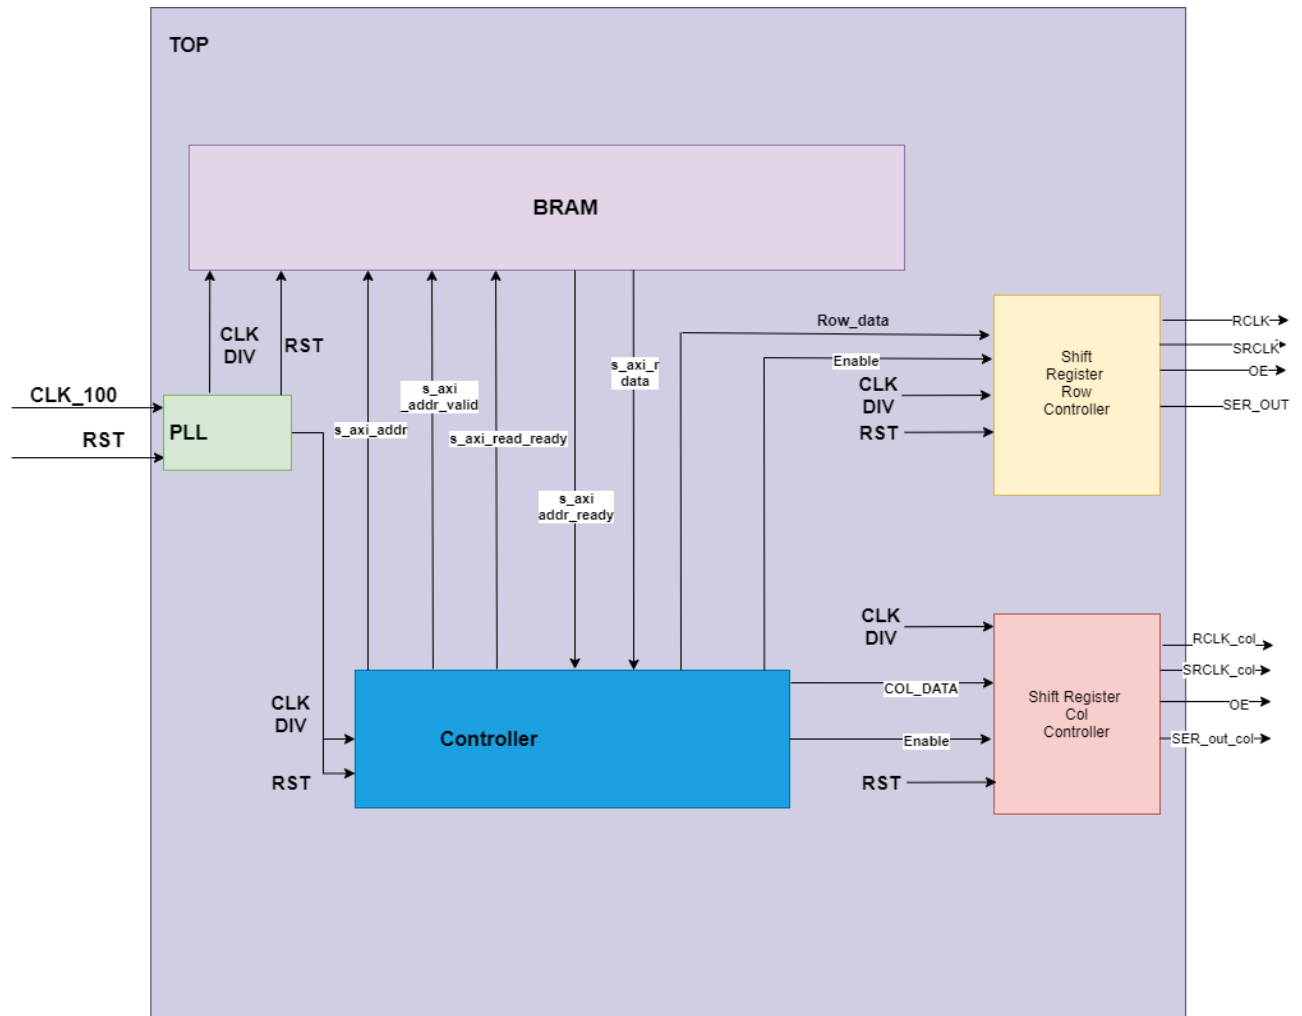 TOP
BRAM
CLK
DIV
RST
CLK_100
RST
PLL
s_axi_addr
s_axi
_addr_valid
s_axi_read_ready
s_axi
addr_ready
s_axi_r
data
Row_data
Enable
CLK
DIV
RST
Shift
Register
Row
Controller
RCLK
SRCLK
OE
SER_OUT
CLK
DIV
RST
Controller
CLK
DIV
COL_DATA
Enable
RST
Shift Register
Col
Controller
RCLK_col
SRCLK_col
OE
SER_out_col